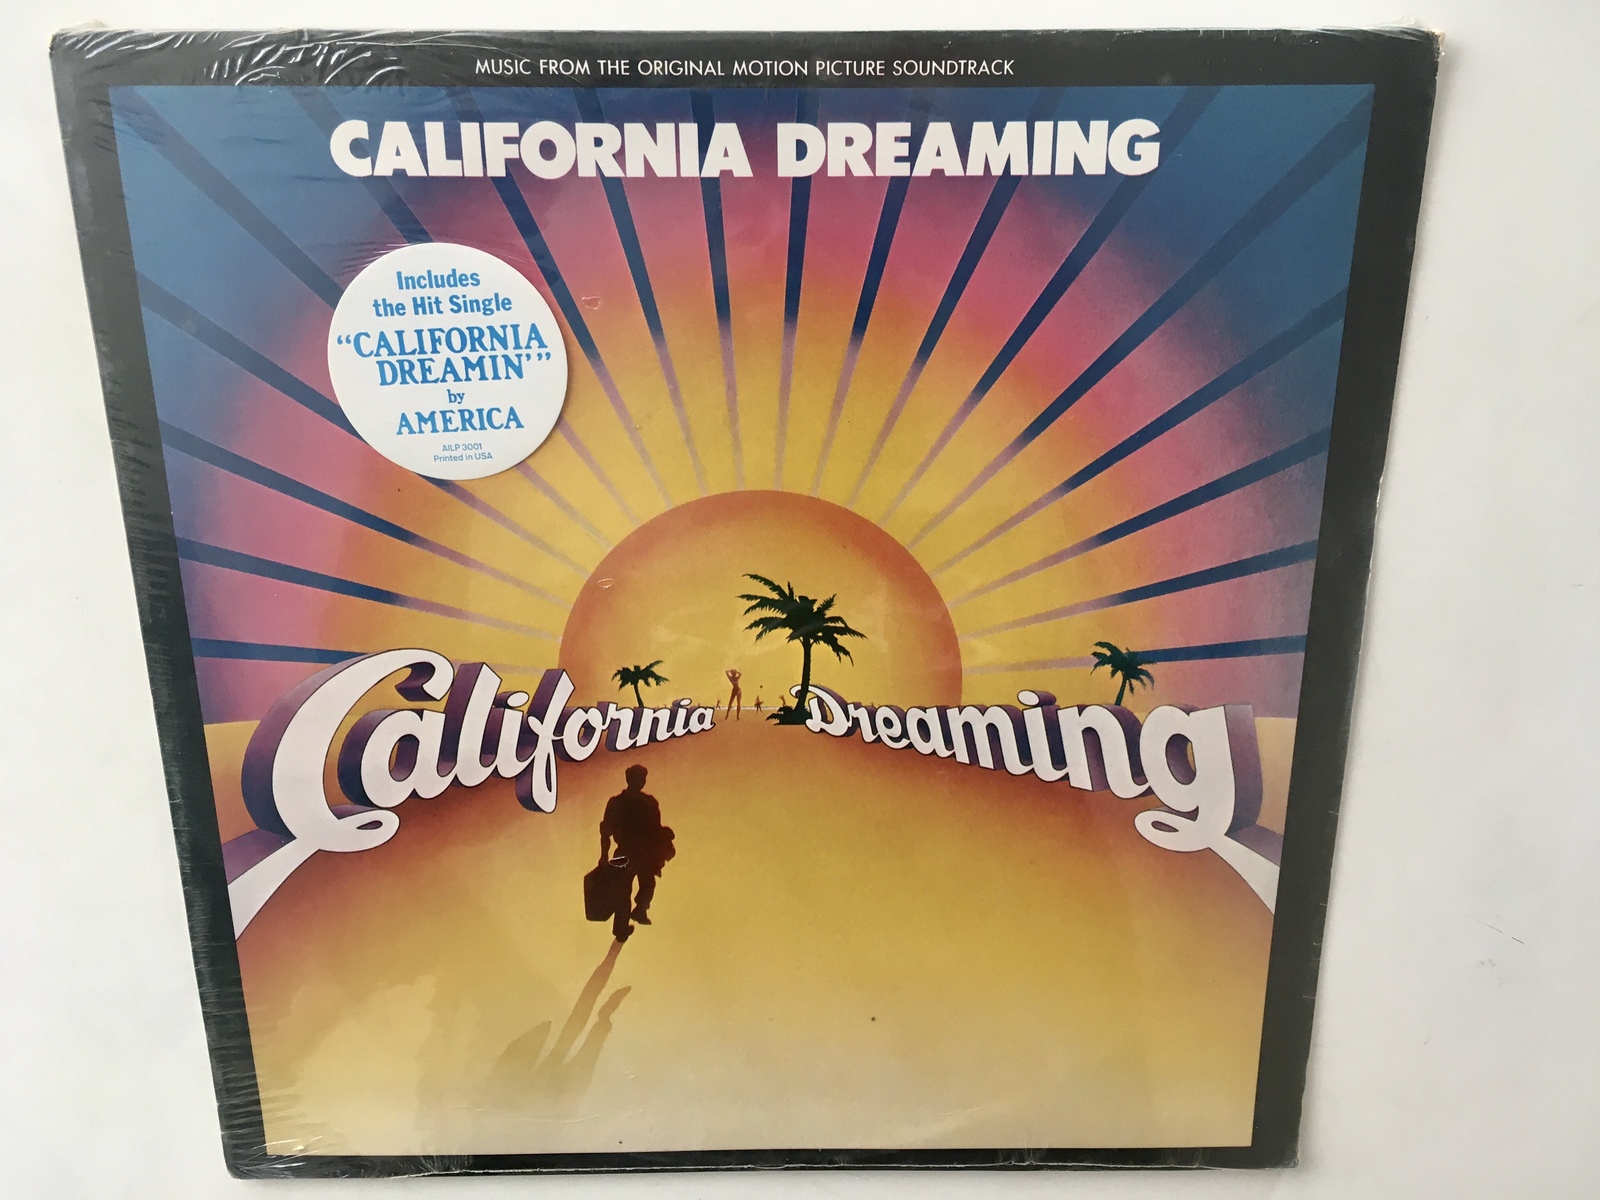 MUSIC FROM THE ORIGINAL MOTION PICTURE SOUNDTRACK
CALIFORNIA DREAMING
Includes
the Hit Single
“CALIFORNIA
DREAMIN’”
by
AMERICA
AILP 3001
Printed in USA
California Dreaming